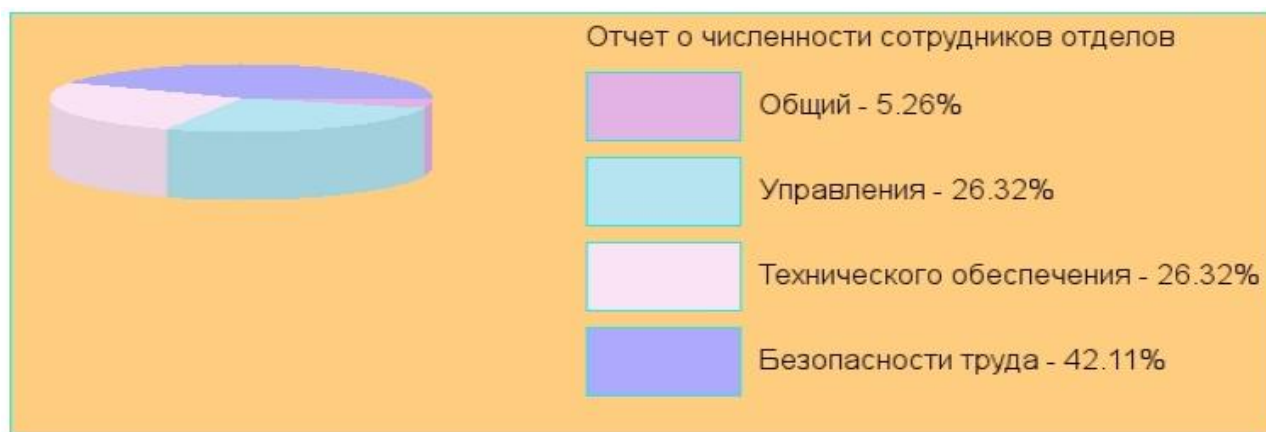 Отчет о численности сотрудников отделов
Общий - 5.26%
Управления - 26.32%
Технического обеспечения - 26.32%
Безопасности труда - 42.11%